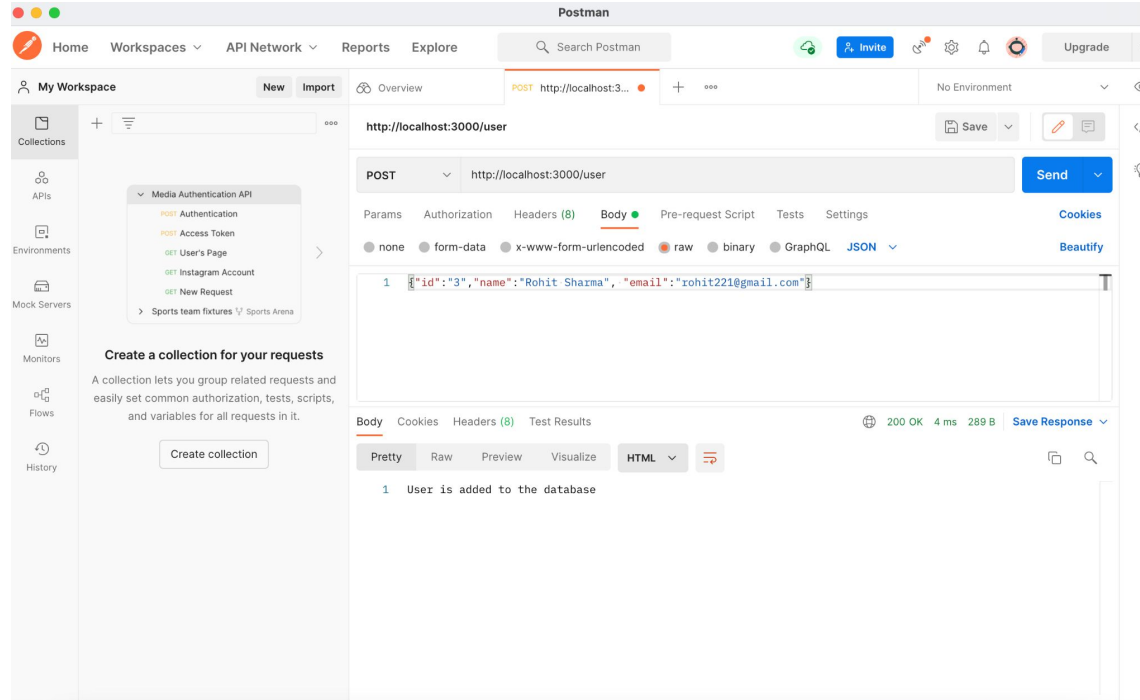 Postman
Home Workspaces API Network Reports Explore Search Postman Invite Upgrade
My Workspace New Import Overview POST http://localhost:3... No Environment
Collections
APIs
Environments
Mock Servers
Monitors
Flows
History
Media Authentication API
POST Authentication
POST Access Token
GET User's Page
GET Instagram Account
GET New Request
Sports team fixtures Sports Arena
Create a collection for your requests
A collection lets you group related requests and
easily set common authorization, tests, scripts,
and variables for all requests in it.
Create collection
http://localhost:3000/user Save
POST http://localhost:3000/user Send
Params Authorization Headers (8) Body Pre-request Script Tests Settings Cookies
none form-data x-www-form-urlencoded raw binary GraphQL JSON Beautify
1 {"id":"3","name":"Rohit Sharma", "email":"rohit221@gmail.com"}
Body Cookies Headers (8) Test Results 200 OK 4 ms 289 B Save Response
Pretty Raw Preview Visualize HTML
1 User is added to the database